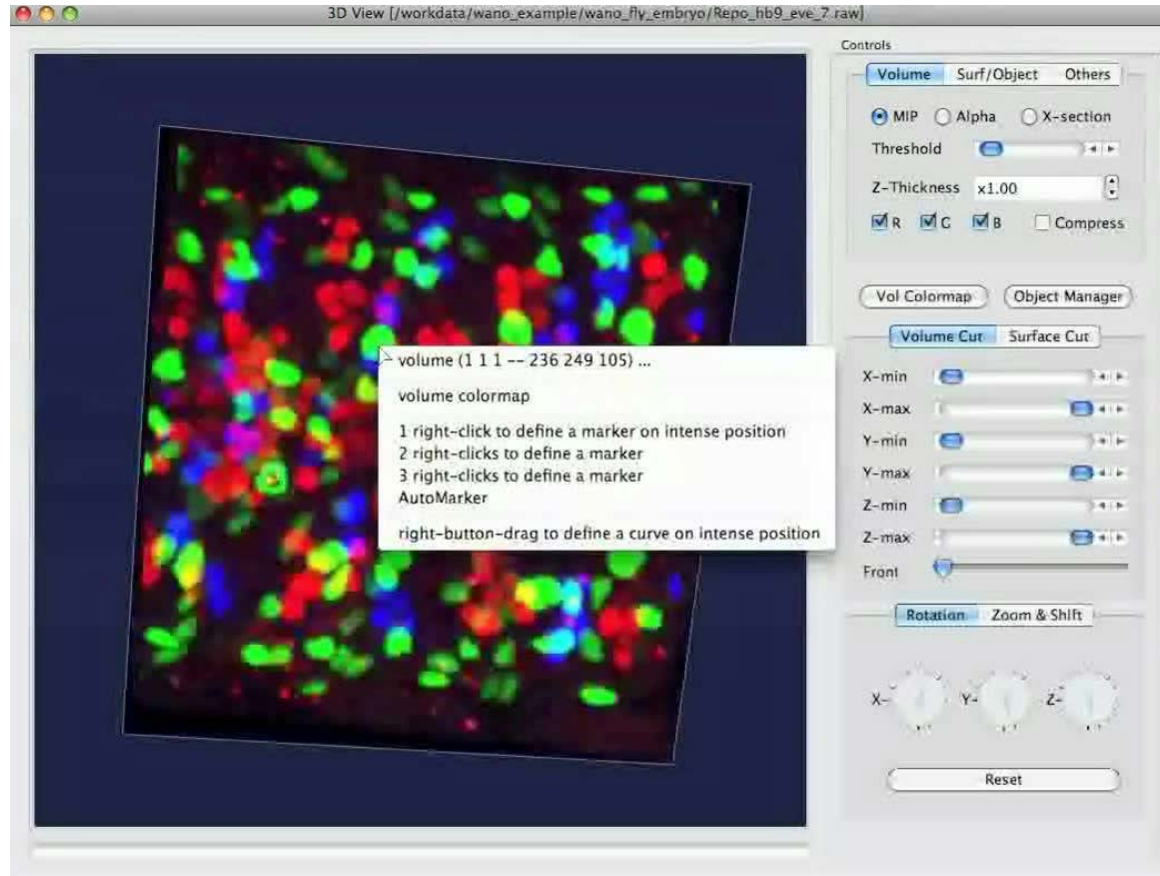 3D View [/workdata/wano_example/wano_fly_embryo/Repo_hb9_eve_7.raw]
Controls
Volume Surf/Object Others
MIP Alpha X-section
Threshold
Z-Thickness x1.00
R G B Compress
Vol Colormap Object Manager
Volume Cut Surface Cut
volume (1 1 1 -- 236 249 105) ...
volume colormap
1 right-click to define a marker on intense position
2 right-clicks to define a marker
3 right-clicks to define a marker
AutoMarker
right-button-drag to define a curve on intense position
X-min
X-max
Y-min
Y-max
Z-min
Z-max
Front
Rotation Zoom & Shift
X- Y- Z-
Reset